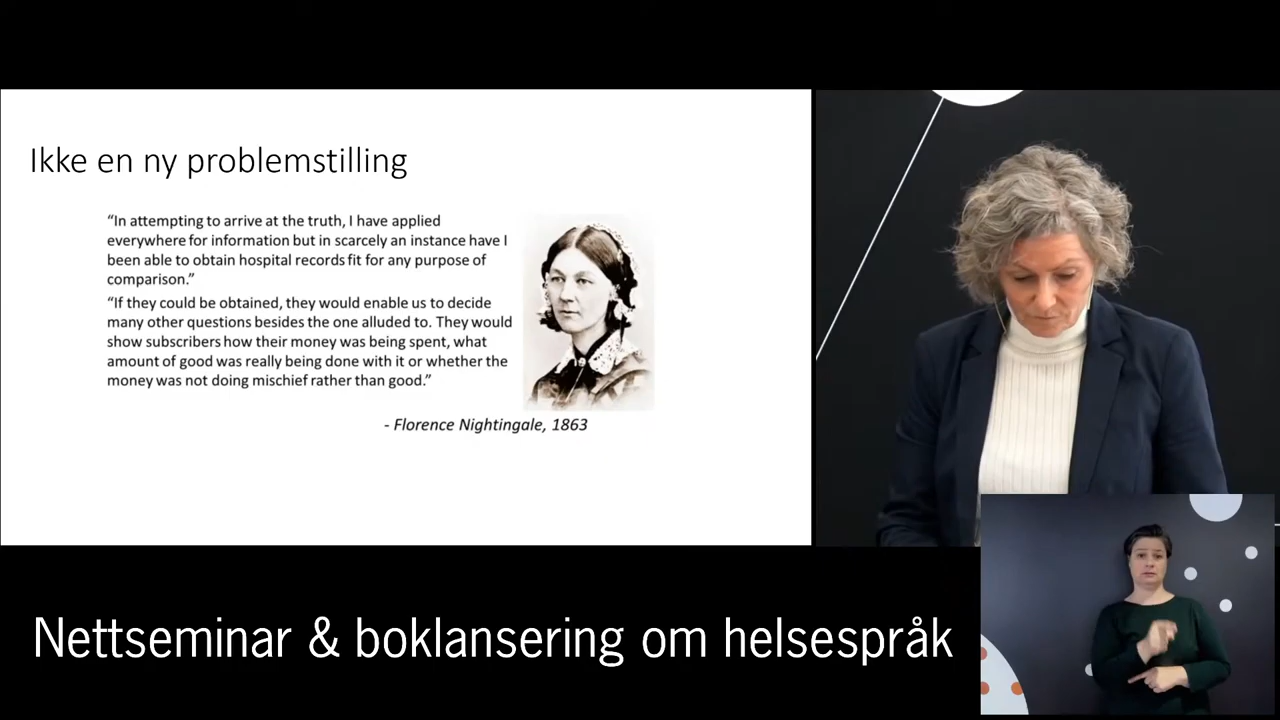 Ikke en ny problemstilling
“In attempting to arrive at the truth, I have applied
everywhere for information but in scarcely an instance have I
been able to obtain hospital records fit for any purpose of
comparison.”
“If they could be obtained, they would enable us to decide
many other questions besides the one alluded to. They would
show subscribers how their money was being spent, what
amount of good was really being done with it or whether the
money was not doing mischief rather than good.”
- Florence Nightingale, 1863
Nettseminar & boklansering om helsespråk